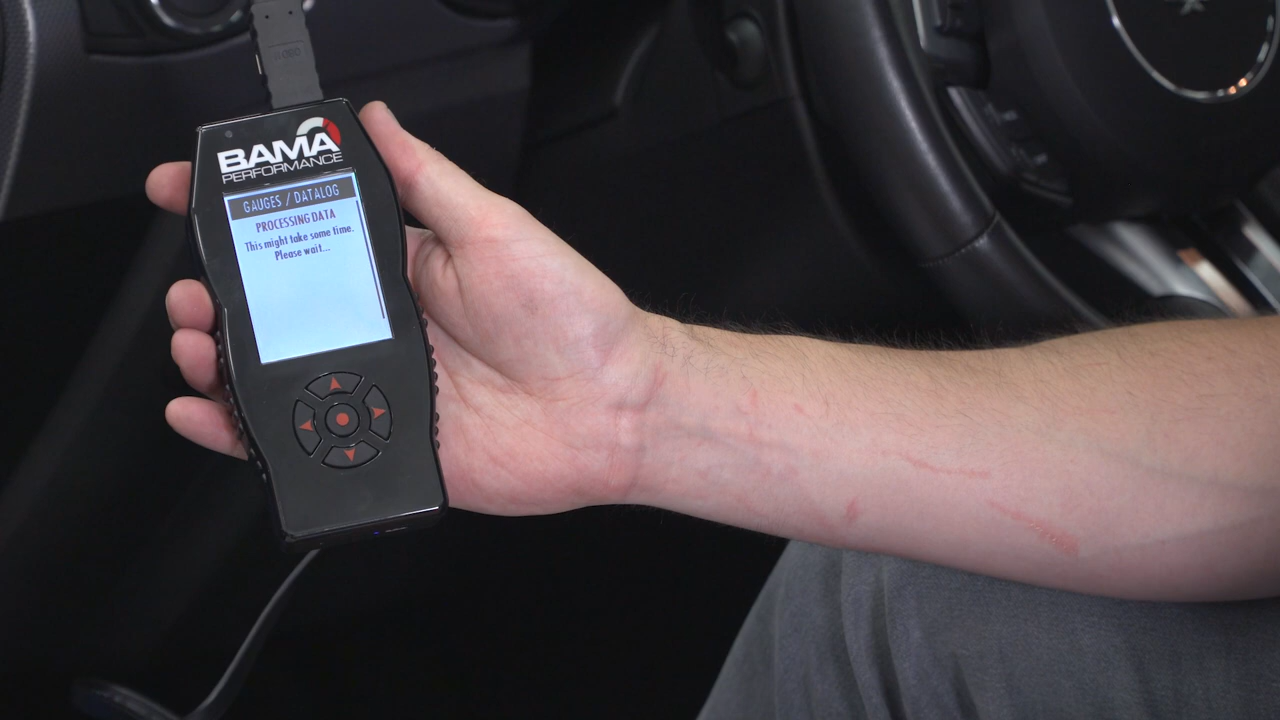 BAMA
PERFORMANCE
GAUGES / DATALOG
PROCESSING DATA
This might take some time.
Please wait...